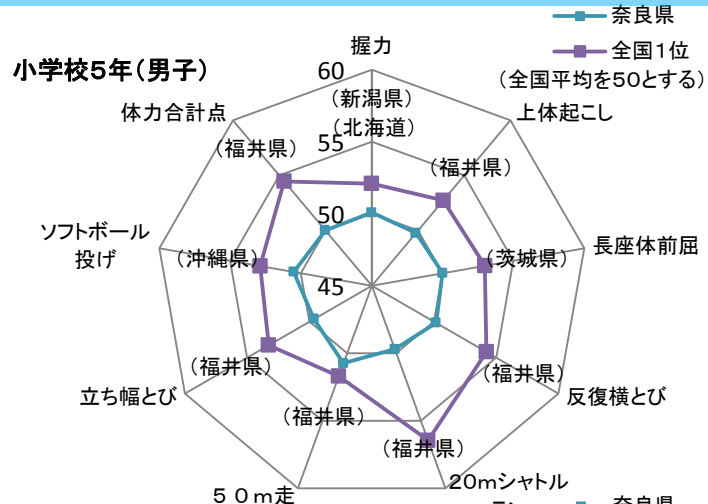 奈良県
全国1位
(全国平均を50とする)
小学校5年(男子)
握力
60
(新潟県)
(北海道)
体力合計点
上体起こし
(福井県)
55
(福井県)
50
ソフトボール
投げ
(沖縄県)
(茨城県)
長座体前屈
45
(福井県)
(福井県)
立ち幅とび
反復横とび
(福井県)
(福井県)
50m走
20mシャトル
奈良県